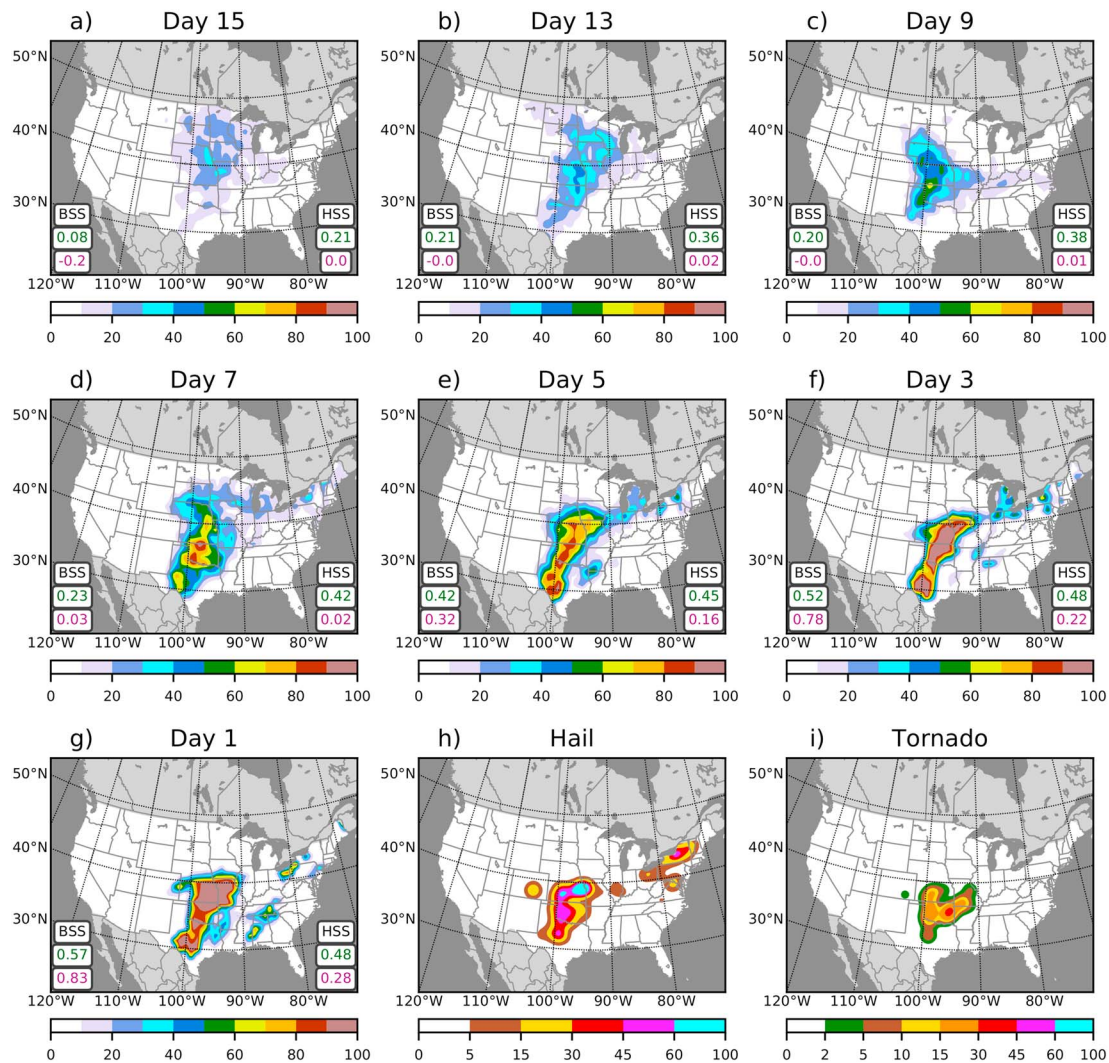 a) Day 15
b) Day 13
c) Day 9
50°N
40°N
30°N
BSS
0.08
-0.2
HSS
0.21
0.0
120°W 110°W 100°W 90°W 80°W
0 20 40 60 80 100
50°N
40°N
30°N
BSS
0.21
-0.0
HSS
0.36
0.02
120°W 110°W 100°W 90°W 80°W
0 20 40 60 80 100
50°N
40°N
30°N
BSS
0.20
-0.0
HSS
0.38
0.01
120°W 110°W 100°W 90°W 80°W
0 20 40 60 80 100
d) Day 7
e) Day 5
f) Day 3
50°N
40°N
30°N
BSS
0.23
0.03
HSS
0.42
0.02
120°W 110°W 100°W 90°W 80°W
0 20 40 60 80 100
50°N
40°N
30°N
BSS
0.42
0.32
HSS
0.45
0.16
120°W 110°W 100°W 90°W 80°W
0 20 40 60 80 100
50°N
40°N
30°N
BSS
0.52
0.78
HSS
0.48
0.22
120°W 110°W 100°W 90°W 80°W
0 20 40 60 80 100
g) Day 1
h) Hail
i) Tornado
50°N
40°N
30°N
BSS
0.57
0.83
HSS
0.48
0.28
120°W 110°W 100°W 90°W 80°W
0 20 40 60 80 100
50°N
40°N
30°N
120°W 110°W 100°W 90°W 80°W
0 5 15 30 45 60 100
50°N
40°N
30°N
120°W 110°W 100°W 90°W 80°W
0 2 5 10 15 30 45 60 100